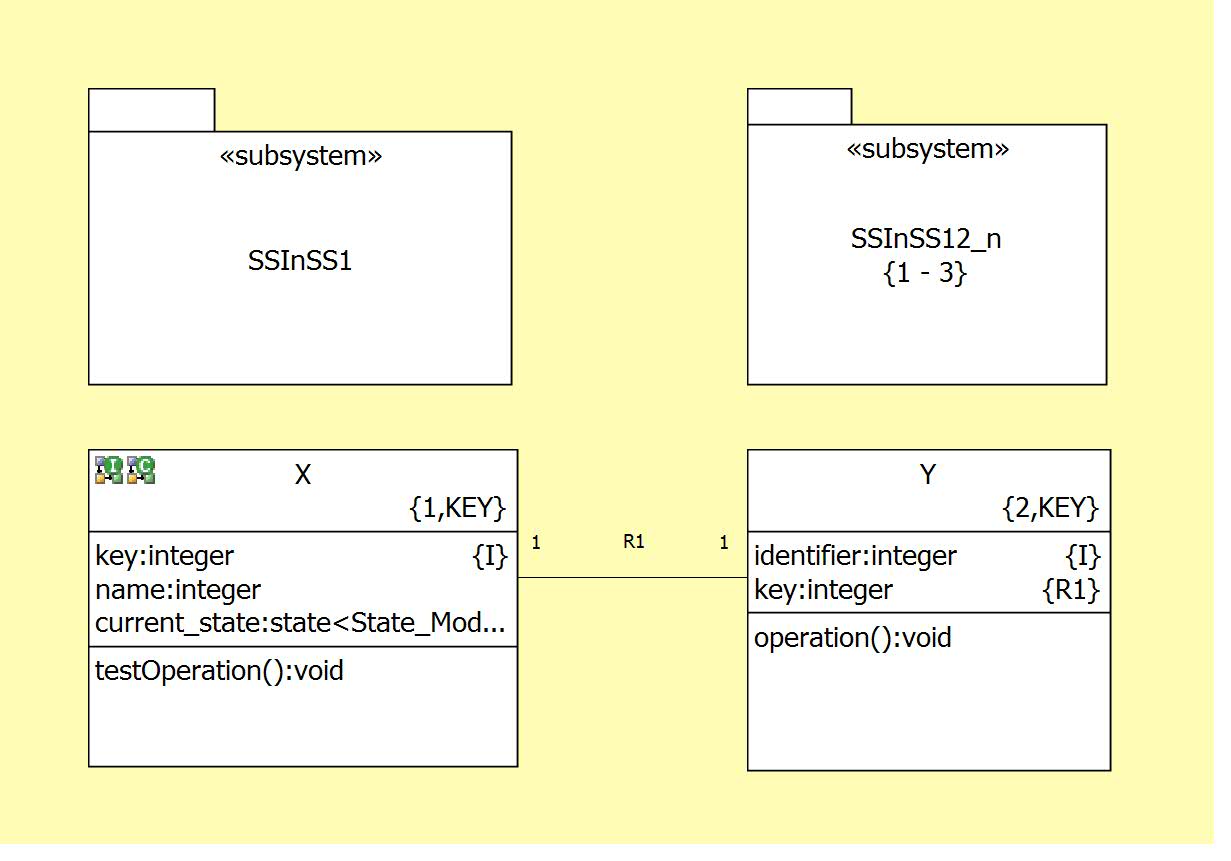 «subsystem»
SSInSS1
«subsystem»
SSInSS12_n
{1 - 3}
I C
X
{1,KEY}
key:integer {I}
name:integer
current_state:state<State_Mod...
testOperation():void
1 R1 1
Y
{2,KEY}
identifier:integer {I}
key:integer {R1}
operation():void